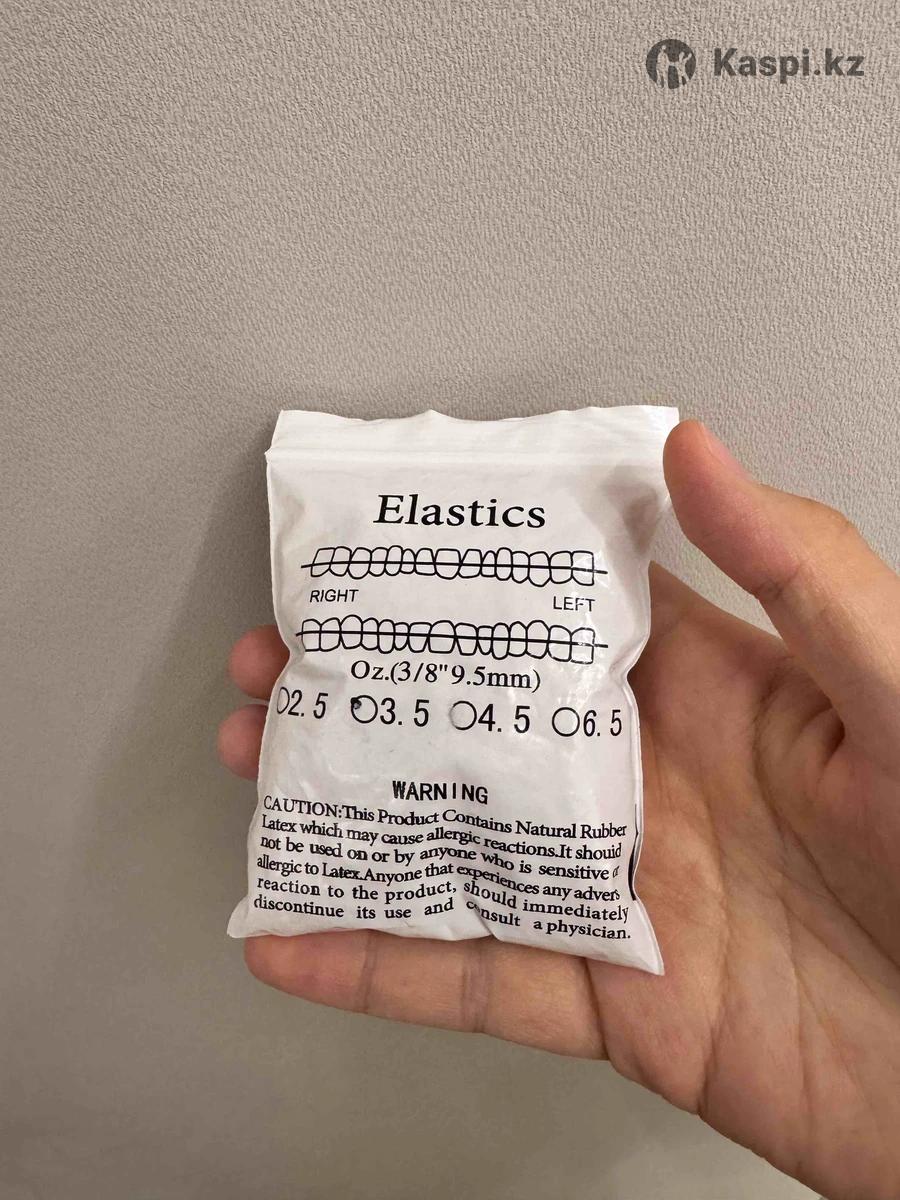 Kaspi.kz
Elastics
RIGHT LEFT
Oz.(3/8"9.5mm)
○2.5 ○3.5 ○4.5 ○6.5
WARNING
CAUTION:This Product Contains Natural Rubber
Latex which may cause allergic reactions.It shouid
not be used on or by anyone who is sensitive
allergic to Latex.Anyone that experiences any advers
reaction to the product, should immediately
discontinue its use and consult a physician.